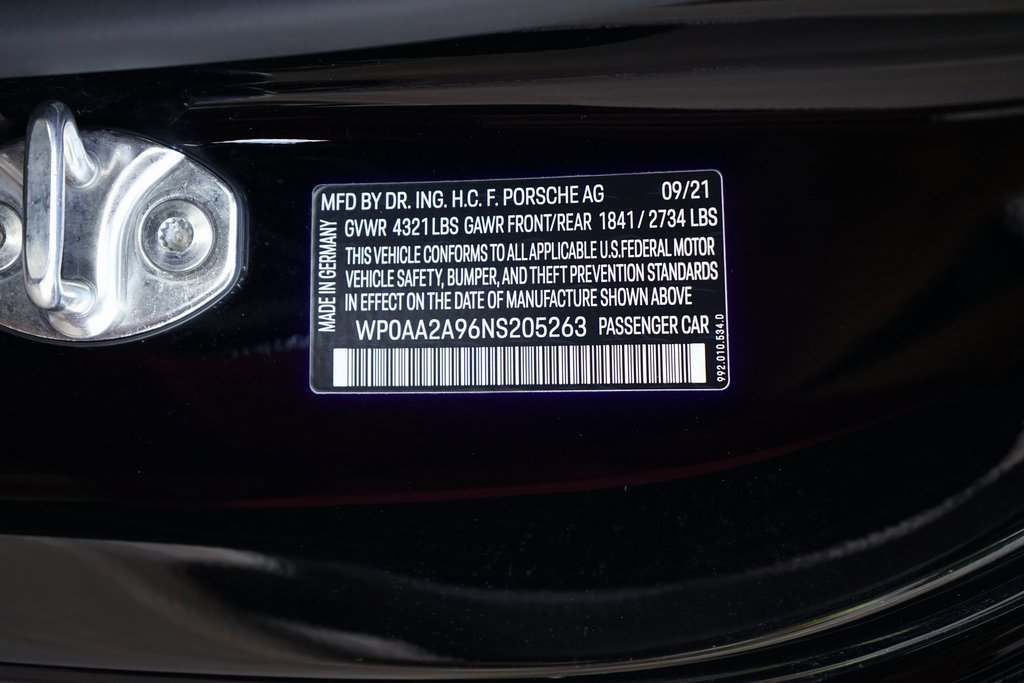 MFD BY DR. ING. H.C. F. PORSCHE AG 09/21
GVWR 4321 LBS GAWR FRONT/REAR 1841 / 2734 LBS
THIS VEHICLE CONFORMS TO ALL APPLICABLE U.S. FEDERAL MOTOR
VEHICLE SAFETY, BUMPER, AND THEFT PREVENTION STANDARDS
IN EFFECT ON THE DATE OF MANUFACTURE SHOWN ABOVE
WP0AA2A96NS205263 PASSENGER CAR
MADE IN GERMANY
992.010.534.D